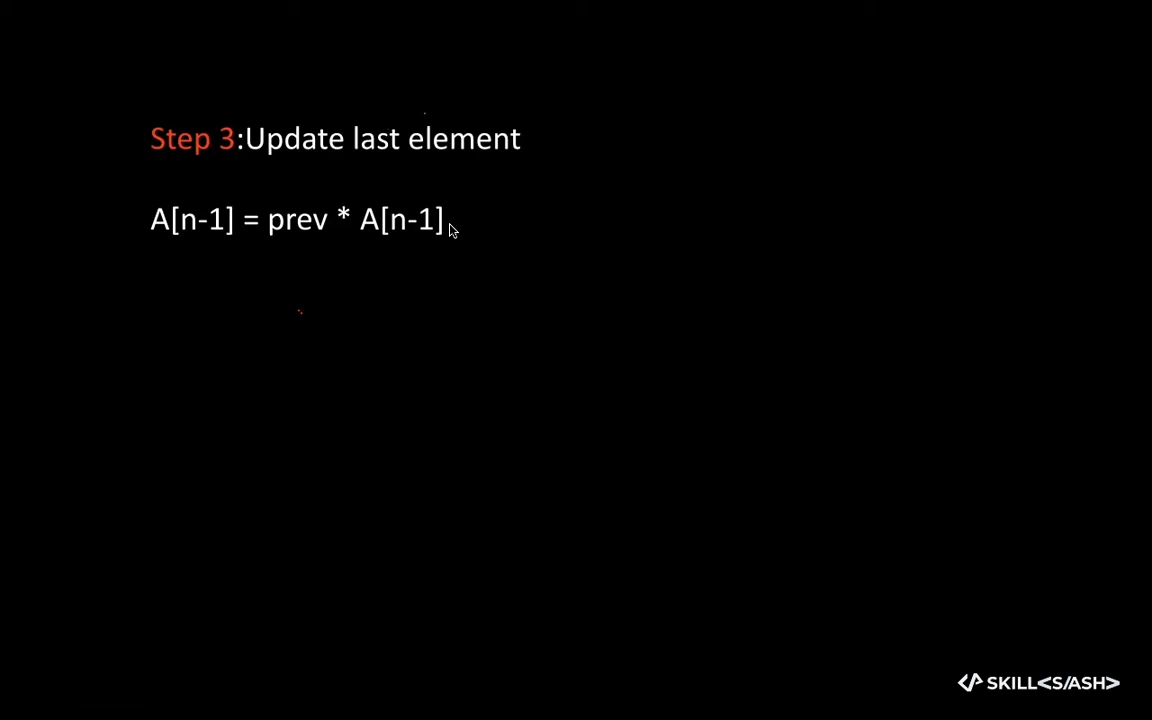 Step 3:Update last element
A[n-1] = prev * A[n-1]
</> SKILL<S/ASH>